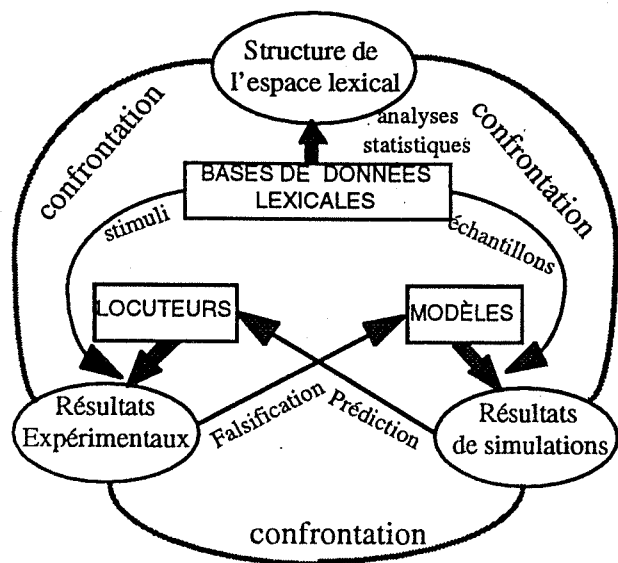 Structure de
l'espace lexical
analyses
statistiques
confrontation
confrontation
BASES DE DONNÉES
LEXICALES
stimuli
échantillons
LOCUTEURS
MODÈLES
Résultats
Expérimentaux
Falsification
Prédiction
Résultats
de simulations
confrontation